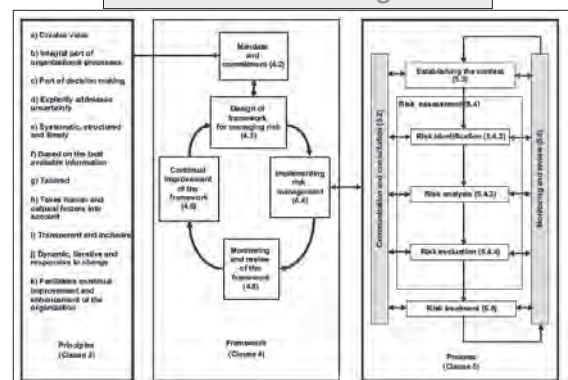 a) Creates value
b) Integral part of
organizational processes
c) Part of decision making
d) Explicitly addresses
uncertainty
e) Systematic, structured
and timely
f) Based on the best
available information
g) Tailored
h) Takes human and
cultural factors into
account
i) Transparent and inclusive
j) Dynamic, iterative and
responsive to change
k) Facilitates continual
improvement and
enhancement of the
organization
Principles
(Clause 3)
Mandate
and
commitment (4.2)
Design of
framework
for managing risk
(4.3)
Continual
improvement
of the
framework
(4.6)
Implementing
risk
management
(4.4)
Monitoring
and review
of the
framework
(4.5)
Framework
(Clause 4)
Communication and consultation (5.2)
Establishing the context
(5.3)
Risk assessment (5.4)
Risk identification (5.4.2)
Risk analysis (5.4.3)
Risk evaluation (5.4.4)
Risk treatment (5.5)
Monitoring and review (5.6)
Process
(Clause 5)